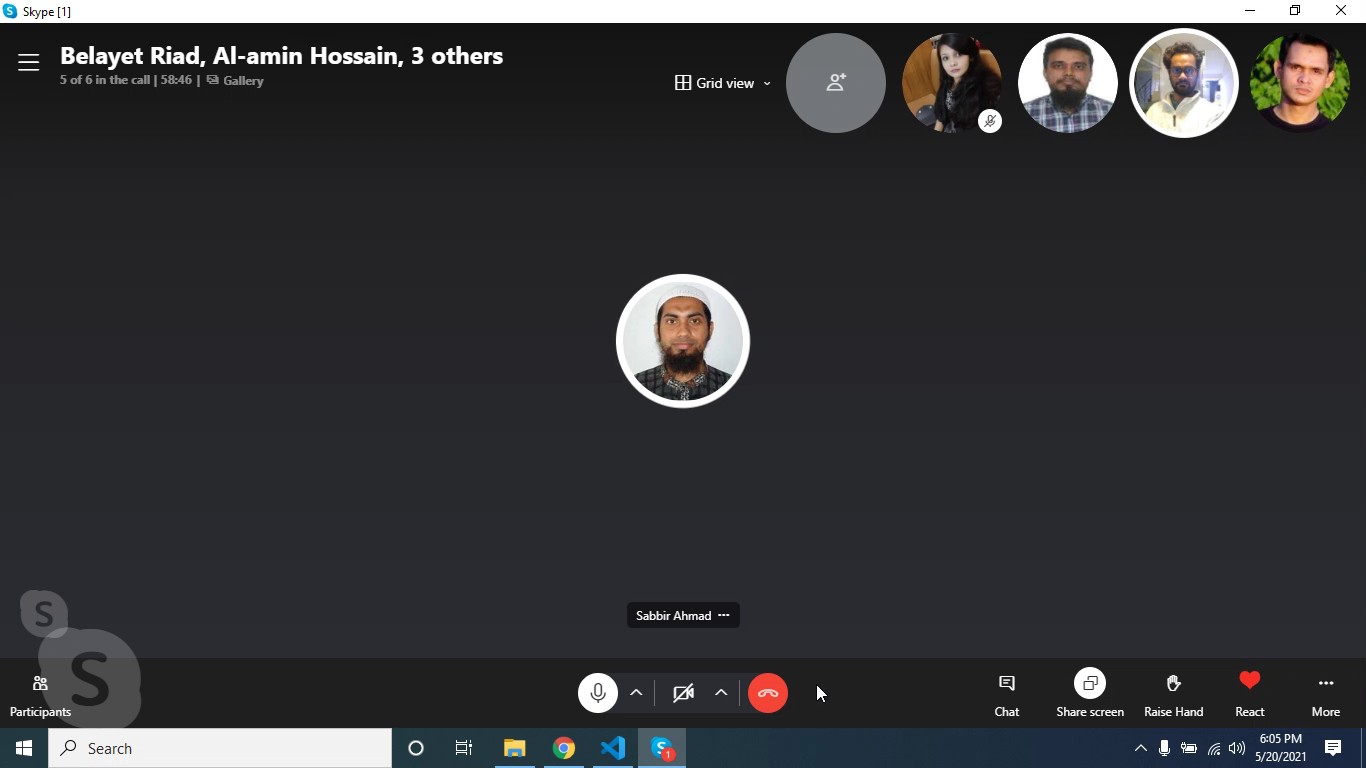 Skype [1]
Belayet Riad, Al-amin Hossain, 3 others
5 of 6 in the call | 58:46 | Gallery
Grid view
Sabbir Ahmad
S
S
Participants
Chat
Share screen
Raise Hand
React
More
Search
S
1
6:05 PM
5/20/2021